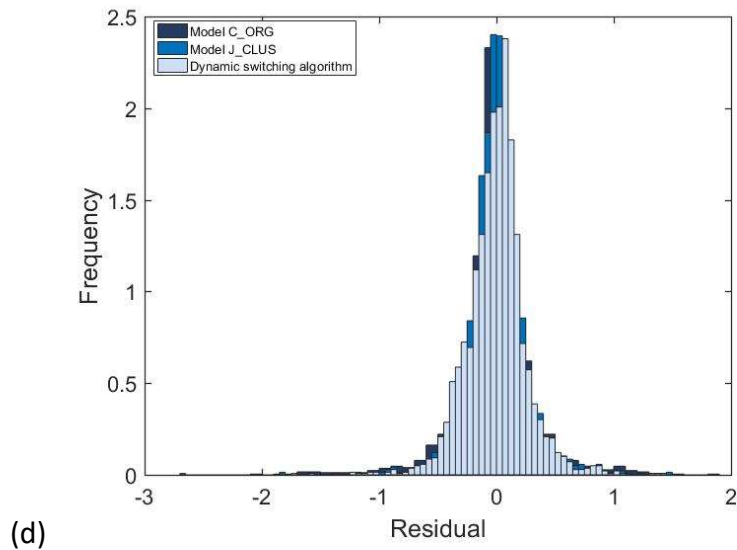 2.5
Model C_ORG
Model J_CLUS
Dynamic switching algorithm
2
1.5
Frequency
1
0.5
0
-3 -2 -1 0 1 2
Residual
(d)